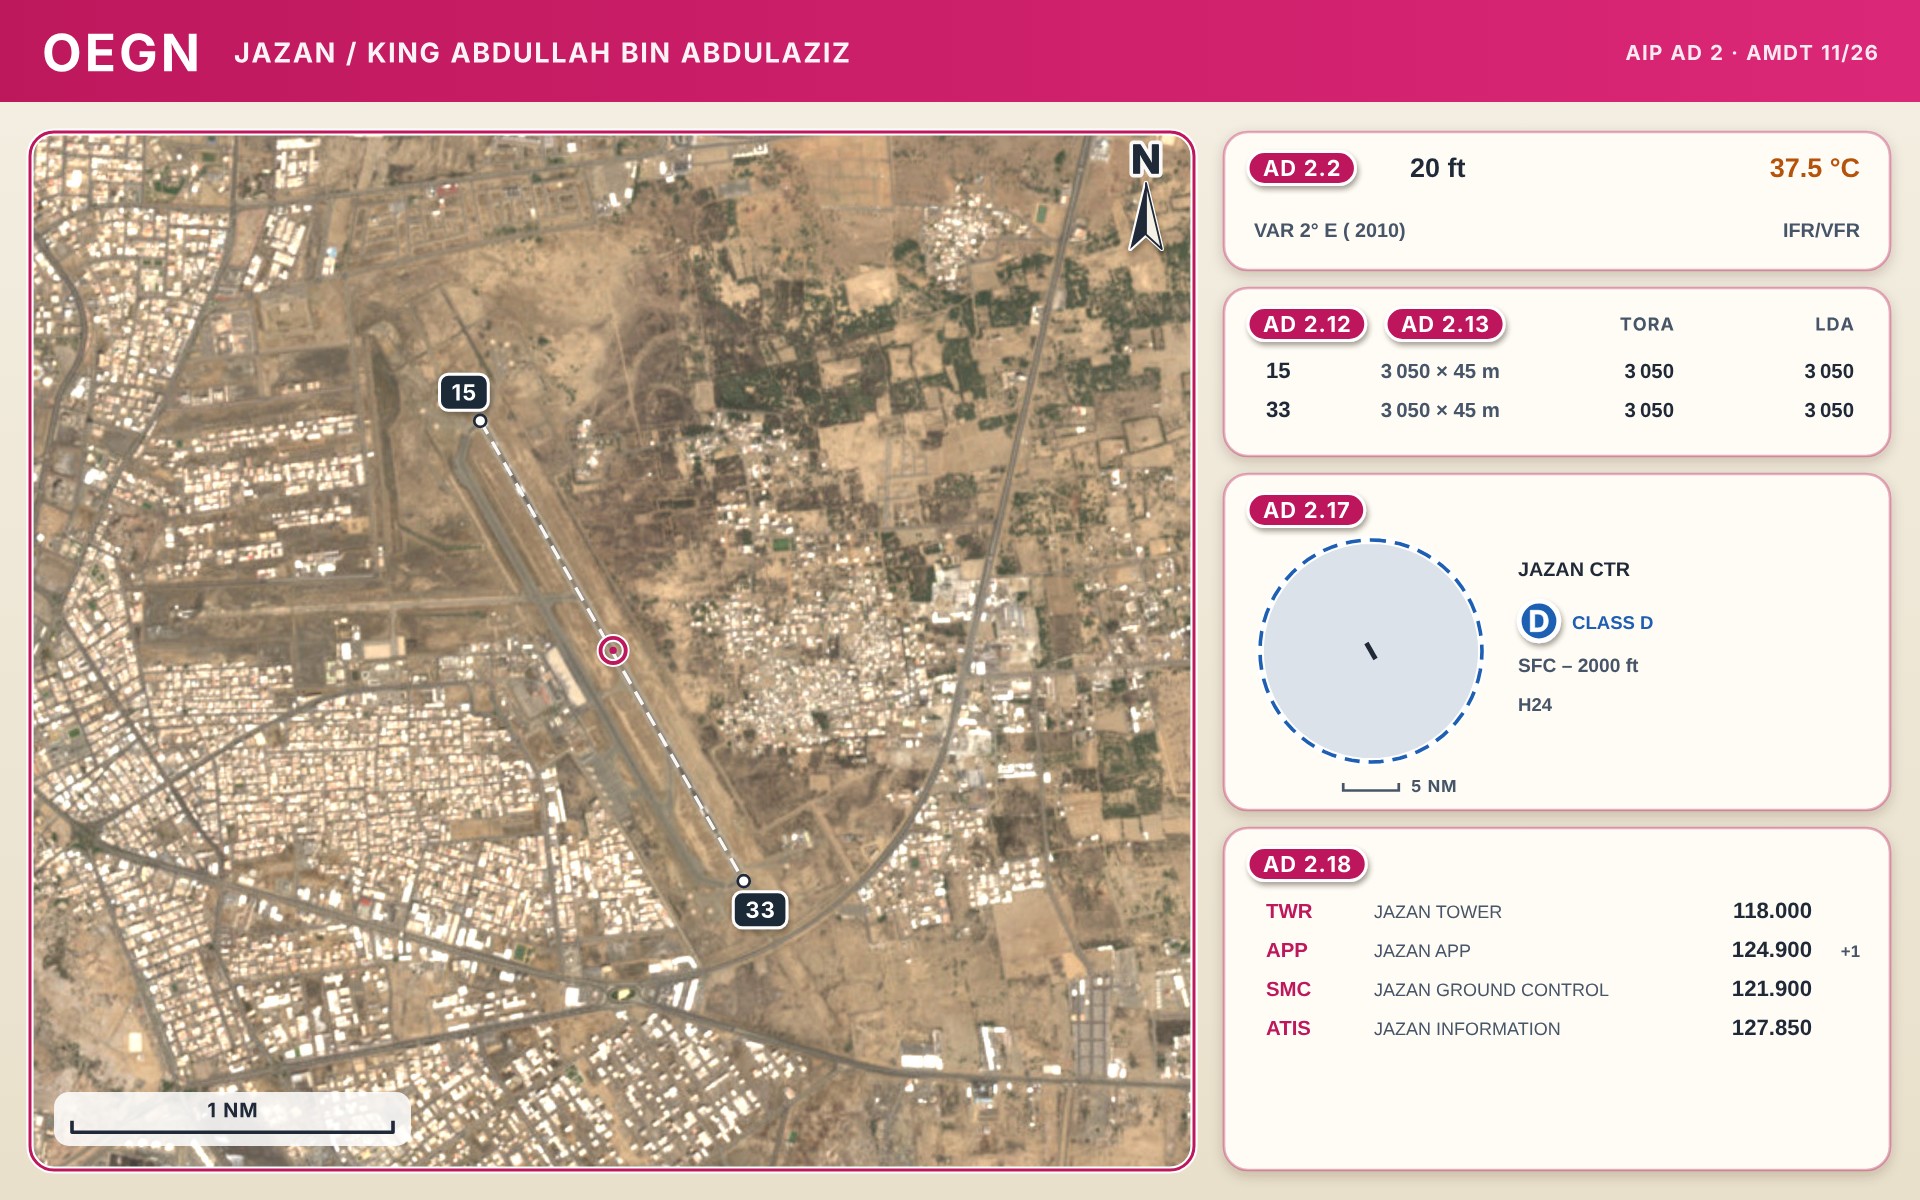 OEGN JAZAN / KING ABDULLAH BIN ABDULAZIZ
AIP AD 2 · AMDT 11/26
N
15
33
1 NM
AD 2.2 20 ft 37.5 °C
VAR 2° E ( 2010) IFR/VFR
AD 2.12 AD 2.13 TORA LDA
15 3 050 × 45 m 3 050 3 050
33 3 050 × 45 m 3 050 3 050
AD 2.17
JAZAN CTR
D CLASS D
SFC – 2000 ft
H24
5 NM
AD 2.18
TWR JAZAN TOWER 118.000
APP JAZAN APP 124.900 +1
SMC JAZAN GROUND CONTROL 121.900
ATIS JAZAN INFORMATION 127.850